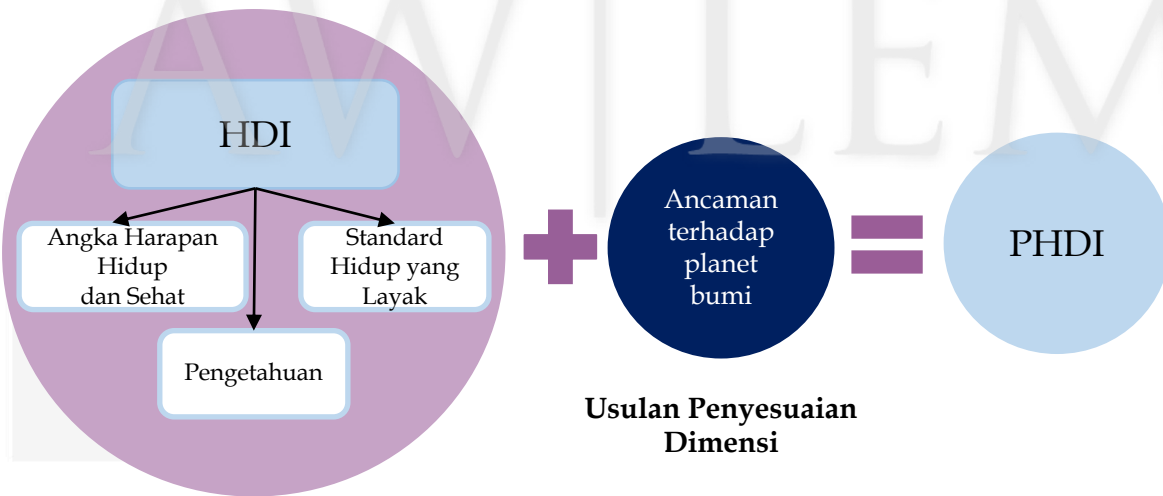 AWILEM
HDI
Angka Harapan
Hidup
dan Sehat
Standard
Hidup yang
Layak
Pengetahuan
Ancaman
terhadap
planet
bumi
PHDI
Usulan Penyesuaian
Dimensi